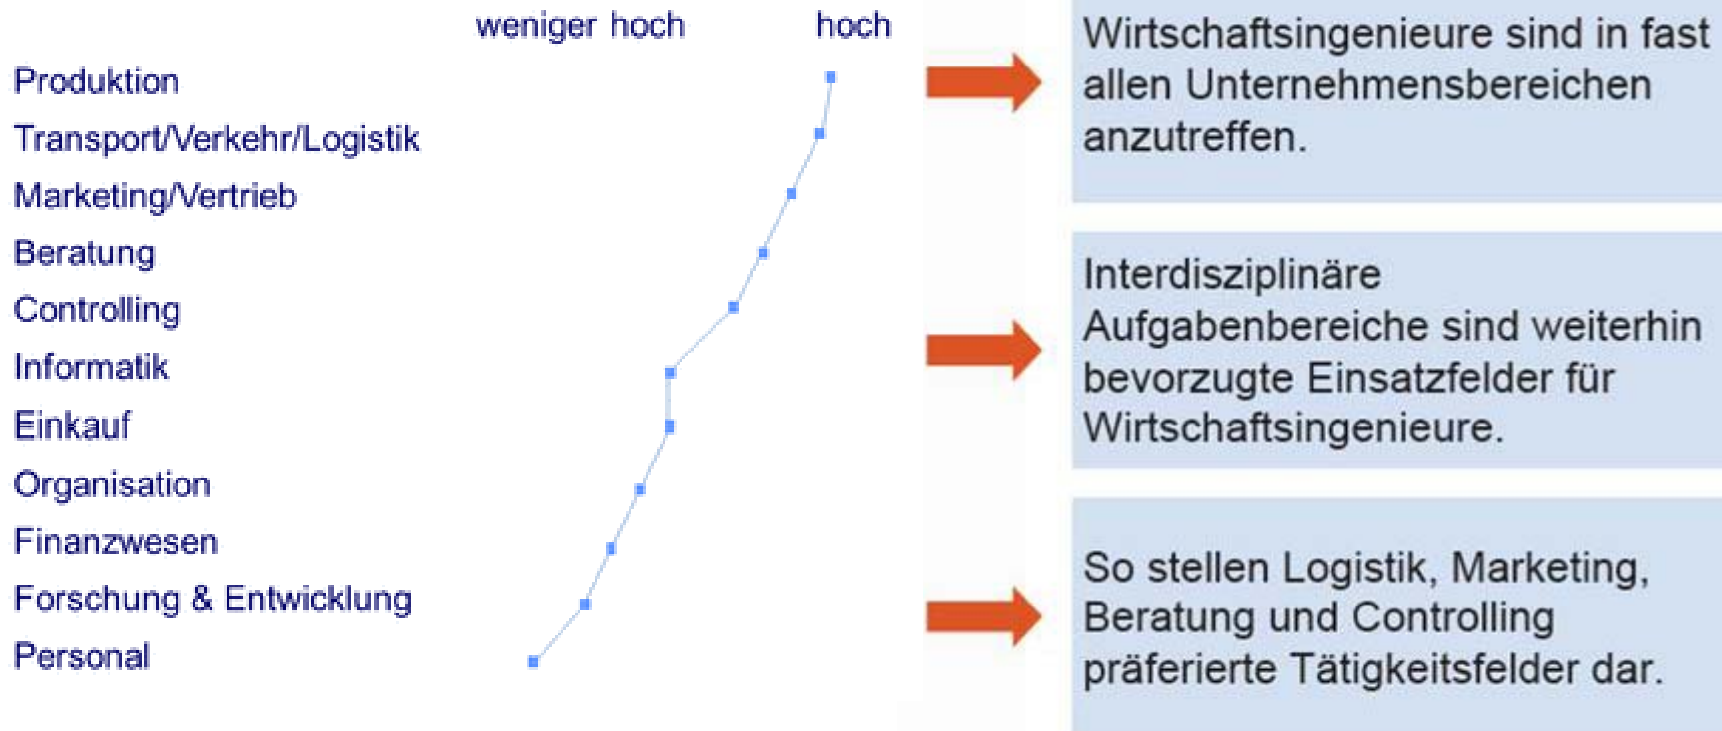 weniger hoch hoch
Produktion
Transport/Verkehr/Logistik
Marketing/Vertrieb
Beratung
Controlling
Informatik
Einkauf
Organisation
Finanzwesen
Forschung & Entwicklung
Personal
Wirtschaftsingenieure sind in fast
allen Unternehmensbereichen
anzutreffen.
Interdisziplinäre
Aufgabenbereiche sind weiterhin
bevorzugte Einsatzfelder für
Wirtschaftsingenieure.
So stellen Logistik, Marketing,
Beratung und Controlling
präferierte Tätigkeitsfelder dar.